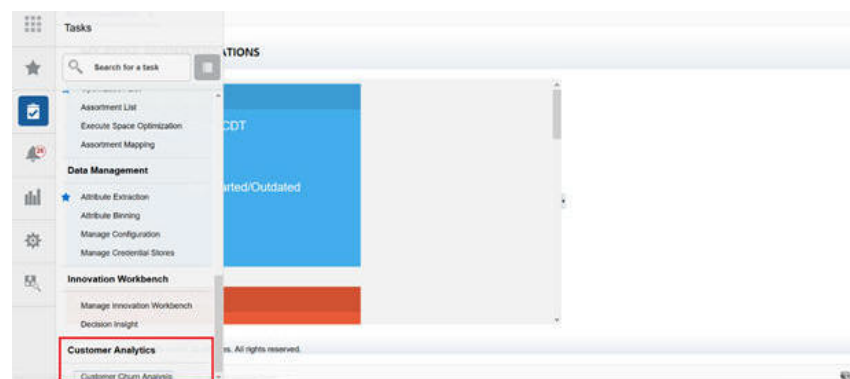 Tasks
ATIONS
Search for a task
Assortment List
Execute Space Optimization
CDT
Assortment Mapping
Data Management
arted/Outdated
Attribute Extraction
Attribute Binning
Manage Configuration
Manage Credential Stores
Innovation Workbench
Manage Innovation Workbench
Decision Insight
Customer Analytics
es. All rights reserved.
Customer Churn Analysis